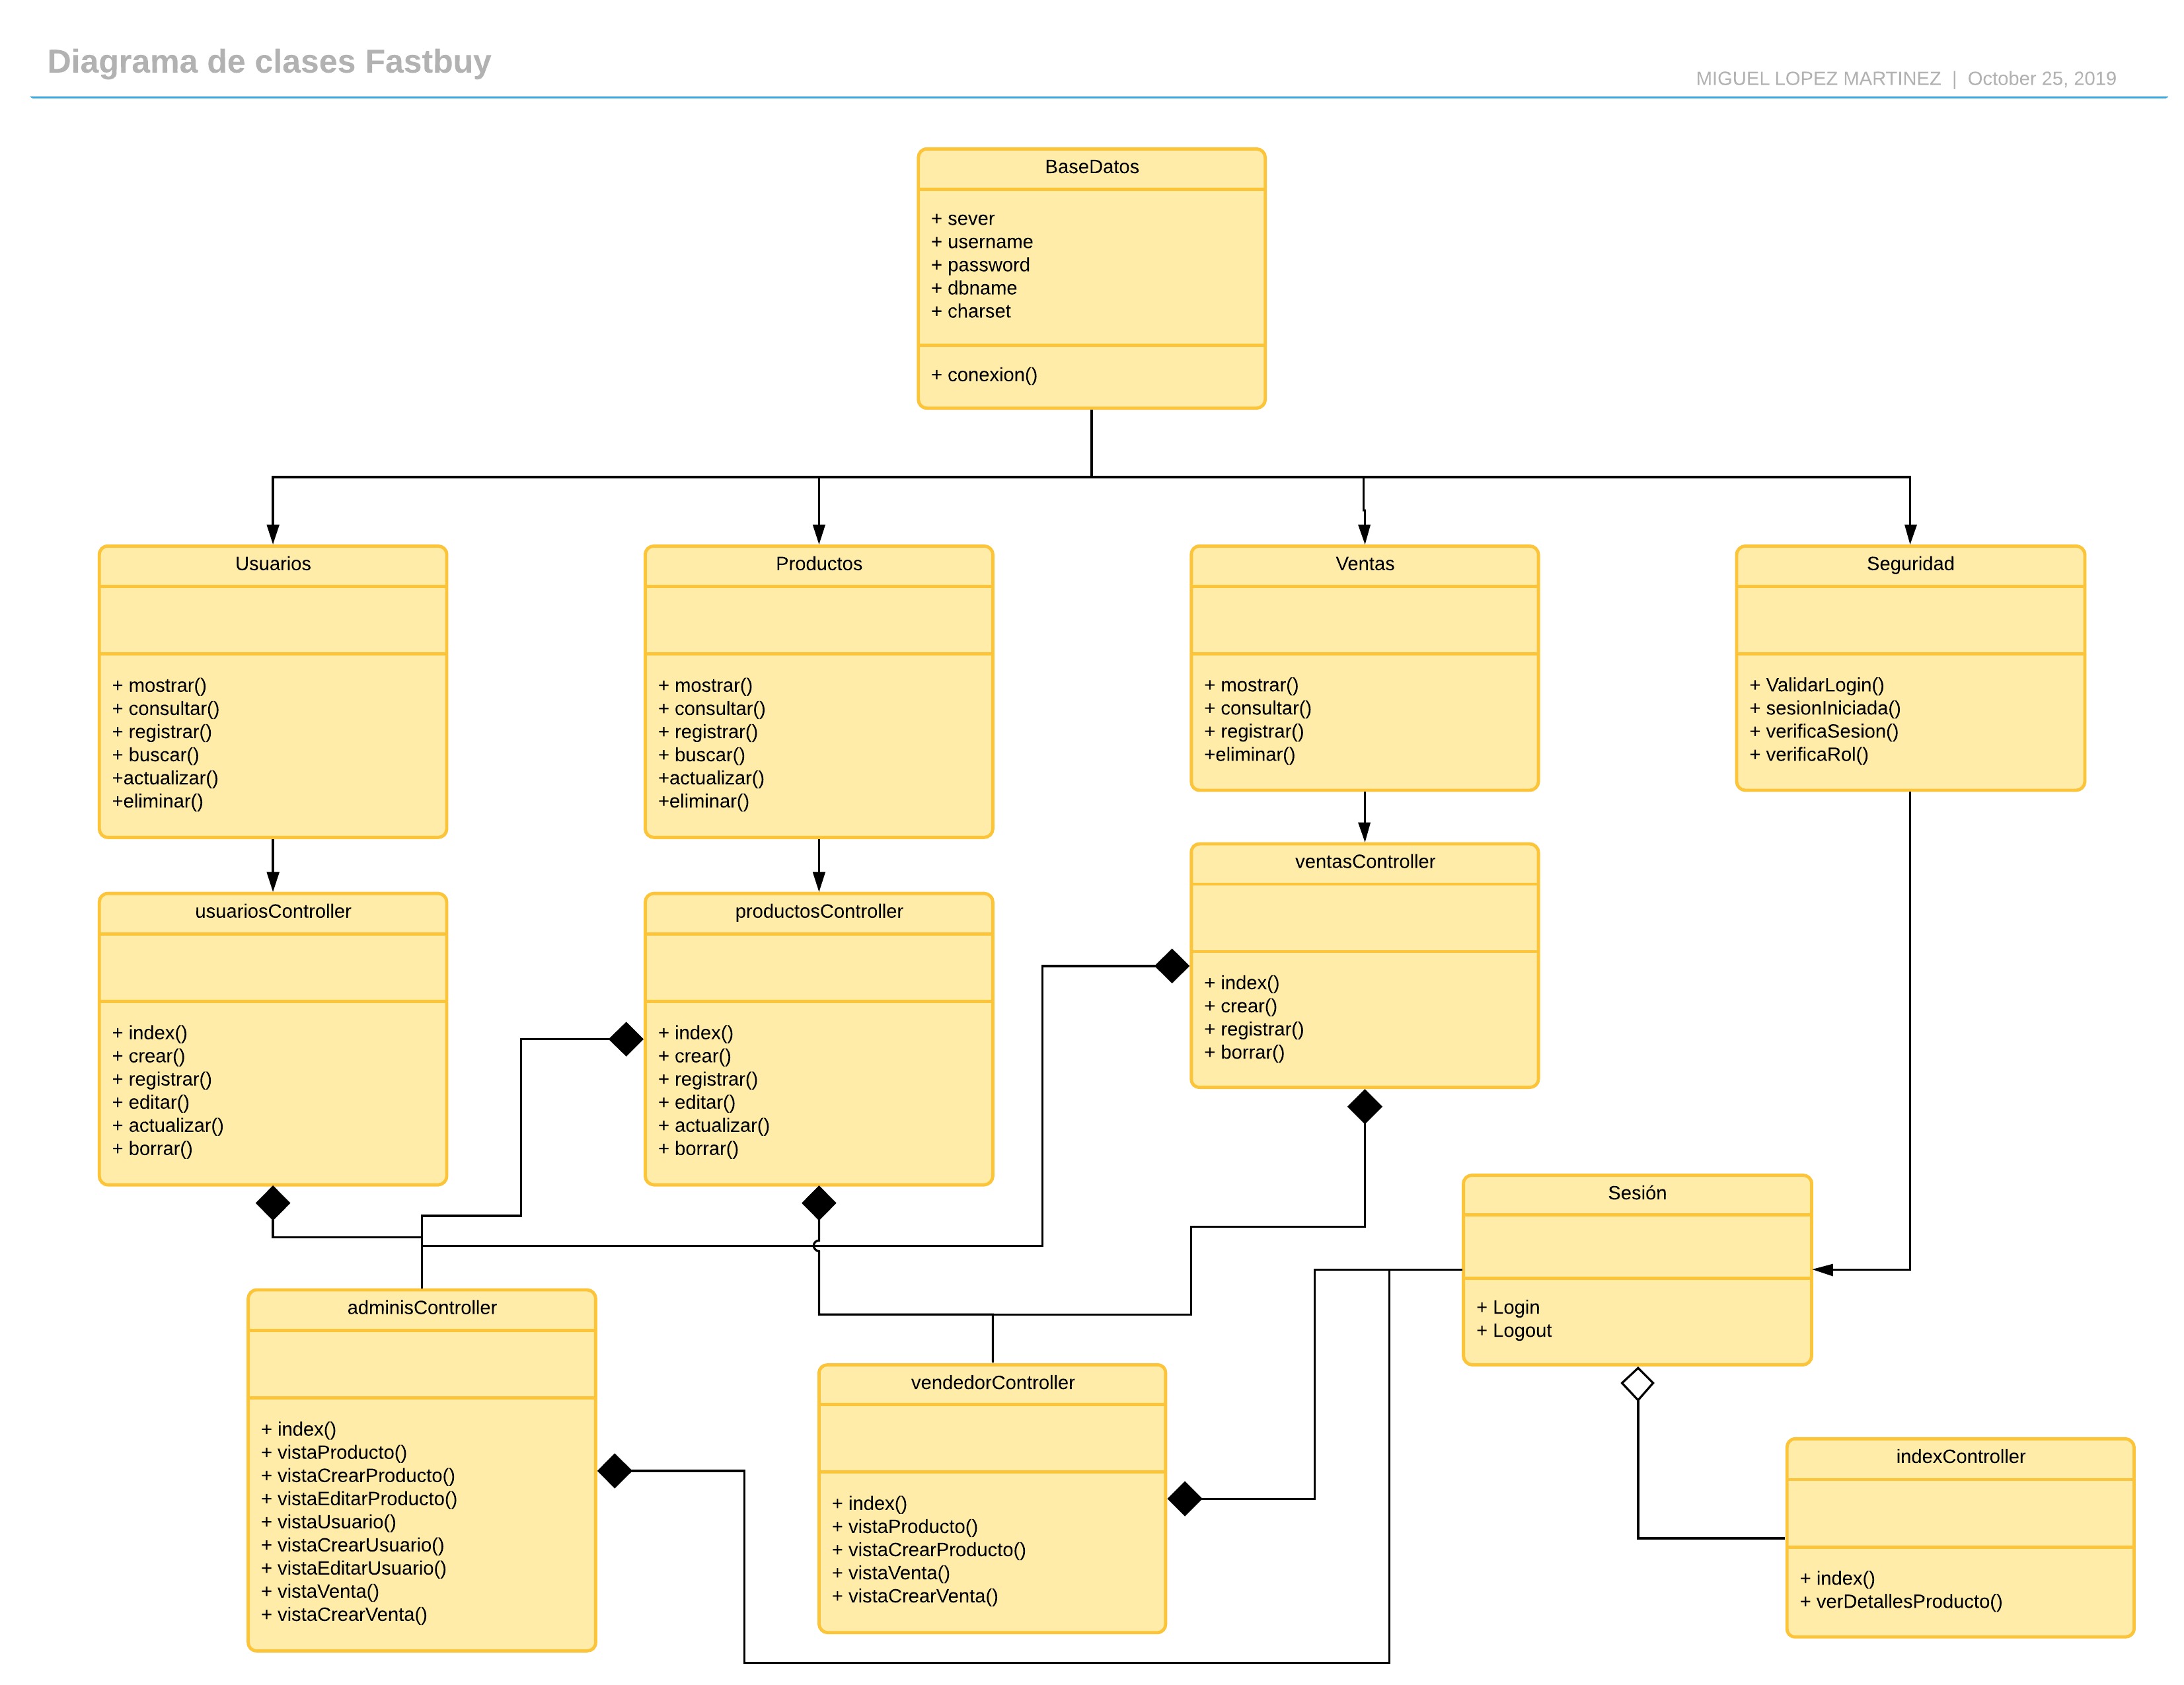 Diagrama de clases Fastbuy
MIGUEL LOPEZ MARTINEZ | October 25, 2019
BaseDatos
+ sever
+ username
+ password
+ dbname
+ charset
+ conexion()
Usuarios
+ mostrar()
+ consultar()
+ registrar()
+ buscar()
+actualizar()
+eliminar()
Productos
+ mostrar()
+ consultar()
+ registrar()
+ buscar()
+actualizar()
+eliminar()
Ventas
+ mostrar()
+ consultar()
+ registrar()
+eliminar()
Seguridad
+ ValidarLogin()
+ sesionIniciada()
+ verificaSesion()
+ verificaRol()
usuariosController
+ index()
+ crear()
+ registrar()
+ editar()
+ actualizar()
+ borrar()
productosController
+ index()
+ crear()
+ registrar()
+ editar()
+ actualizar()
+ borrar()
ventasController
+ index()
+ crear()
+ registrar()
+ borrar()
Sesión
+ Login
+ Logout
adminisController
+ index()
+ vistaProducto()
+ vistaCrearProducto()
+ vistaEditarProducto()
+ vistaUsuario()
+ vistaCrearUsuario()
+ vistaEditarUsuario()
+ vistaVenta()
+ vistaCrearVenta()
vendedorController
+ index()
+ vistaProducto()
+ vistaCrearProducto()
+ vistaVenta()
+ vistaCrearVenta()
indexController
+ index()
+ verDetallesProducto()